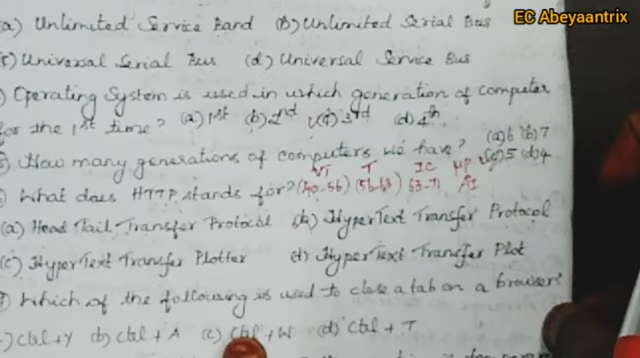 EC Abeyaantrix
(a) Unlimited Service Band (b) Unlimited Serial Bus
(c) Universal Serial Bus (d) Universal Service Bus
Operating System is used in which generation of computer
for the 1st time? (a) 1st (b) 2nd (c) 3rd (d) 4th
How many generations of computers we have? (a) 6 (b) 7
VT T IC MP (c) 5 (d) 4
What does HTTP stands for? (40-56) (56-63) 63-71 AI
(a) Head Tail Transfer Protocol (b) HyperText Transfer Protocol
(c) HyperText Transfer Plotter (d) HyperText Transfer Plot
Which of the following is used to close a tab on a browser?
Ctrl + Y (b) Ctrl + A (c) Ctrl + W (d) Ctrl + T